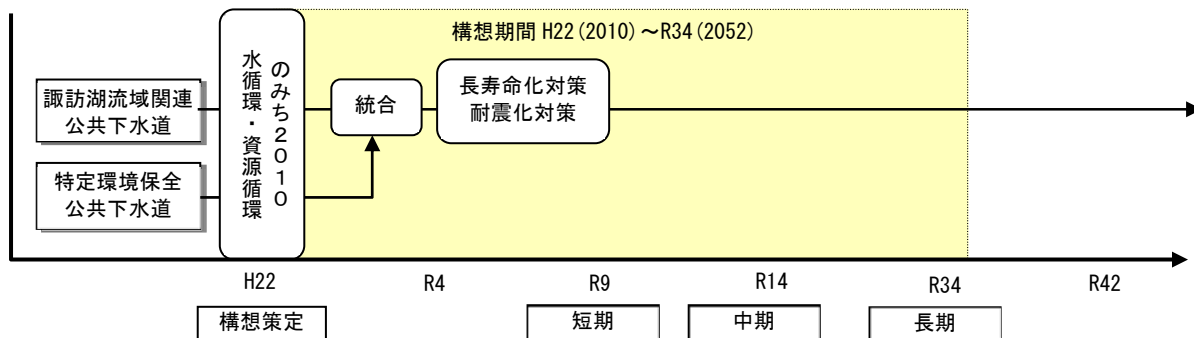 構想期間 H22(2010)～R34(2052)
諏訪湖流域関連
公共下水道
特定環境保全
公共下水道
水循環・資源循環
のみち2010
統合
長寿命化対策
耐震化対策
H22
R4
R9
R14
R34
R42
構想策定
短期
中期
長期